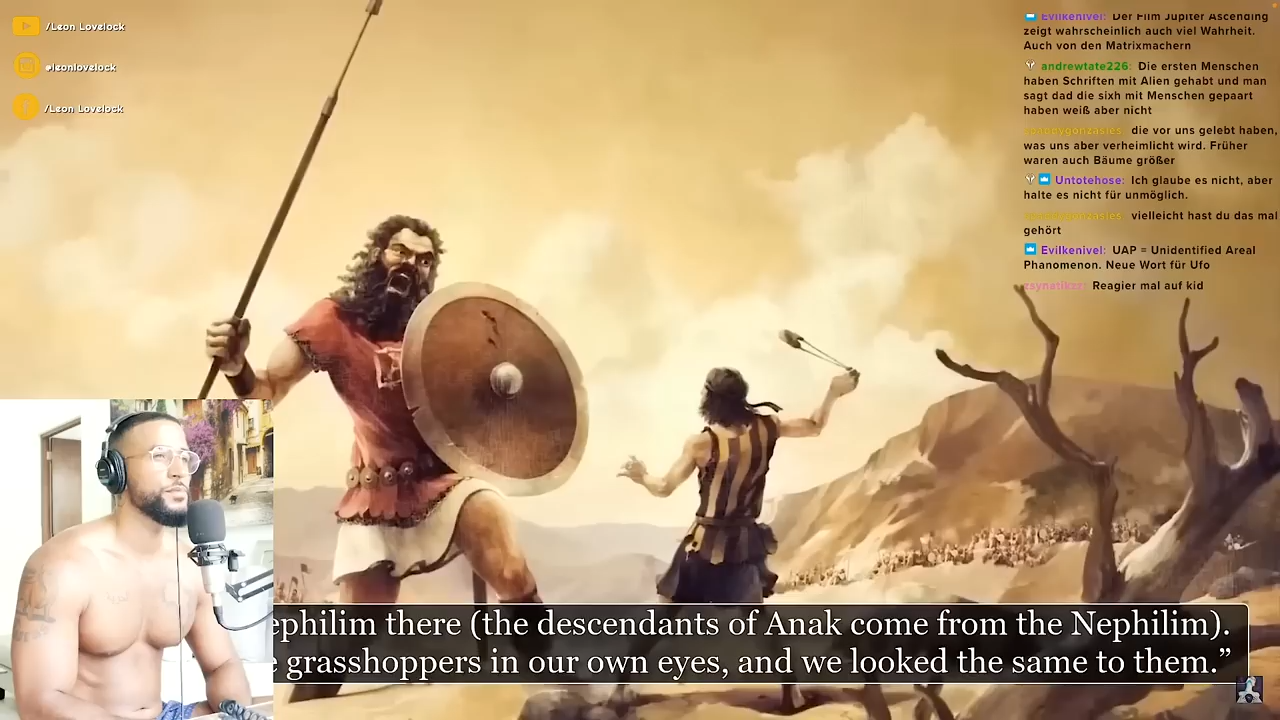 /Leon Lovelock
@leonlovelock
/Leon Lovelock
Evilkenivel: Der Film Jupiter Ascending
zeigt wahrscheinlich auch viel Wahrheit.
Auch von den Matrixmachern
andrewtate226: Die ersten Menschen
haben Schriften mit Alien gehabt und man
sagt dad die sixh mit Menschen gepaart
haben weiß aber nicht
die vor uns gelebt haben,
was uns aber verheimlicht wird. Früher
waren auch Bäume größer
Untotehose: Ich glaube es nicht, aber
halte es nicht für unmöglich.
vielleicht hast du das mal
gehört
Evilkenivel: UAP = Unidentified Areal
Phanomenon. Neue Wort für Ufo
Reagier mal auf kid
ephilim there (the descendants of Anak come from the Nephilim).
e grasshoppers in our own eyes, and we looked the same to them.”